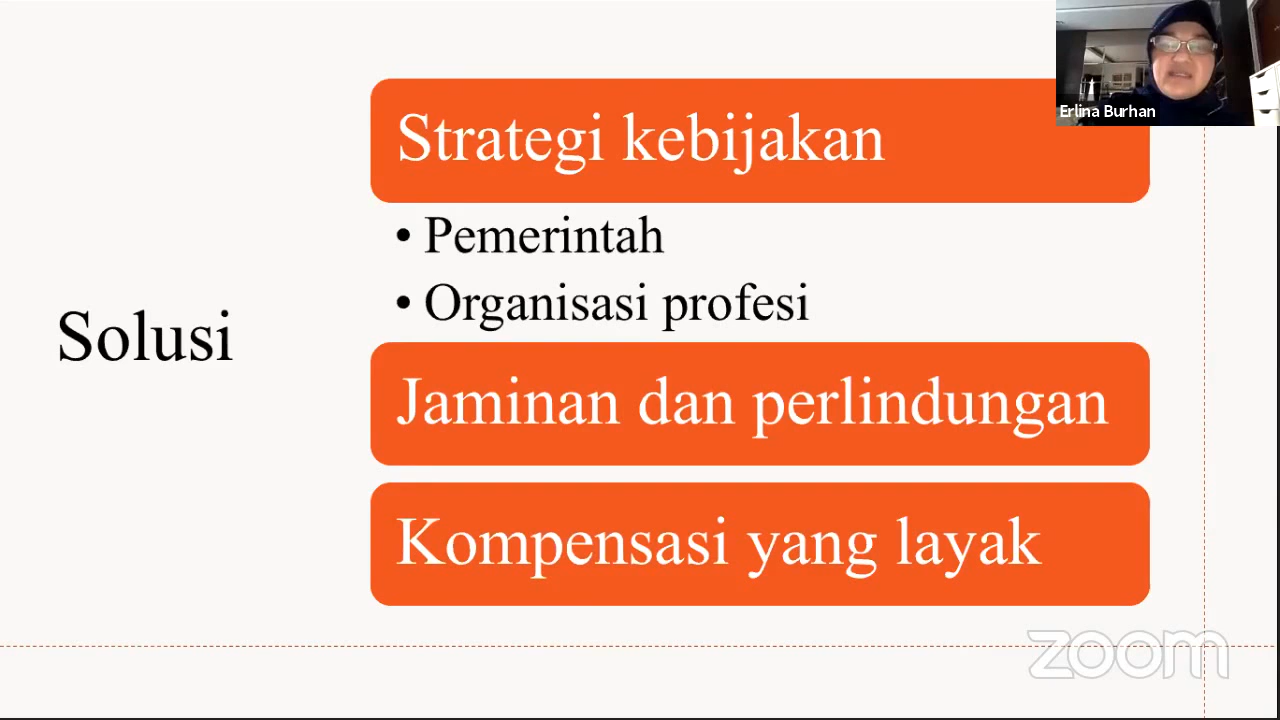 Erlina Burhan
Strategi kebijakan
• Pemerintah
• Organisasi profesi
Solusi
Jaminan dan perlindungan
Kompensasi yang layak
zoom